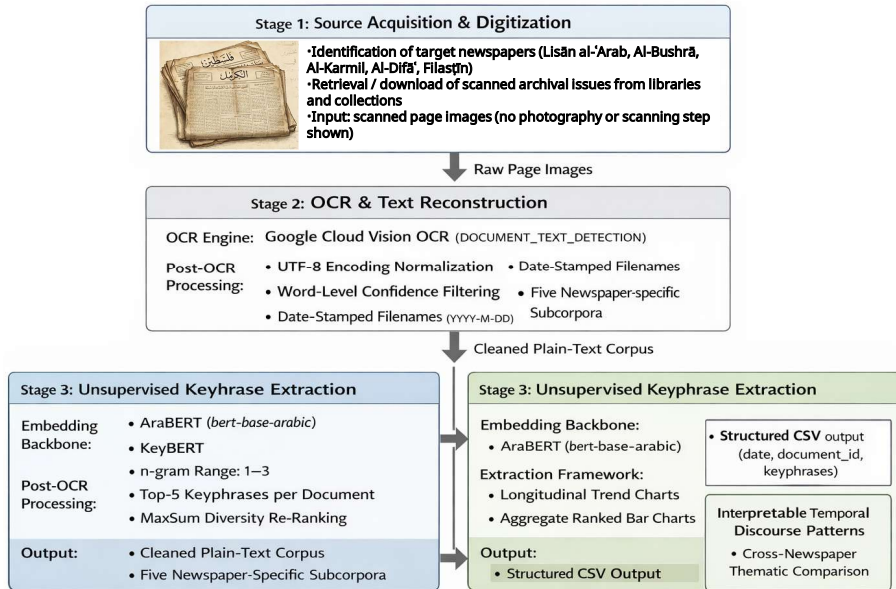 Stage 1: Source Acquisition & Digitization
فلسطين
الكرمل
•Identification of target newspapers (Lisān al-ʻArab, Al-Bushrā,
Al-Karmil, Al-Difāʻ, Filasṭīn)
•Retrieval / download of scanned archival issues from libraries
and collections
•Input: scanned page images (no photography or scanning step
shown)
Raw Page Images
Stage 2: OCR & Text Reconstruction
OCR Engine: Google Cloud Vision OCR (DOCUMENT_TEXT_DETECTION)
Post-OCR
Processing:
• UTF-8 Encoding Normalization
• Date-Stamped Filenames
• Word-Level Confidence Filtering
• Five Newspaper-specific
Subcorpora
• Date-Stamped Filenames (YYYY-M-DD)
Cleaned Plain-Text Corpus
Stage 3: Unsupervised Keyhrase Extraction
Embedding
Backbone:
• AraBERT (bert-base-arabic)
• KeyBERT
• n-gram Range: 1–3
Post-OCR
Processing:
• Top-5 Keyphrases per Document
• MaxSum Diversity Re-Ranking
Output:
• Cleaned Plain-Text Corpus
• Five Newspaper-Specific Subcorpora
Stage 3: Unsupervised Keyphrase Extraction
Embedding Backbone:
• AraBERT (bert-base-arabic)
Extraction Framework:
• Longitudinal Trend Charts
• Aggregate Ranked Bar Charts
Output:
• Structured CSV Output
• Structured CSV output
(date, document_id,
keyphrases)
Interpretable Temporal
Discourse Patterns
• Cross-Newspaper
Thematic Comparison